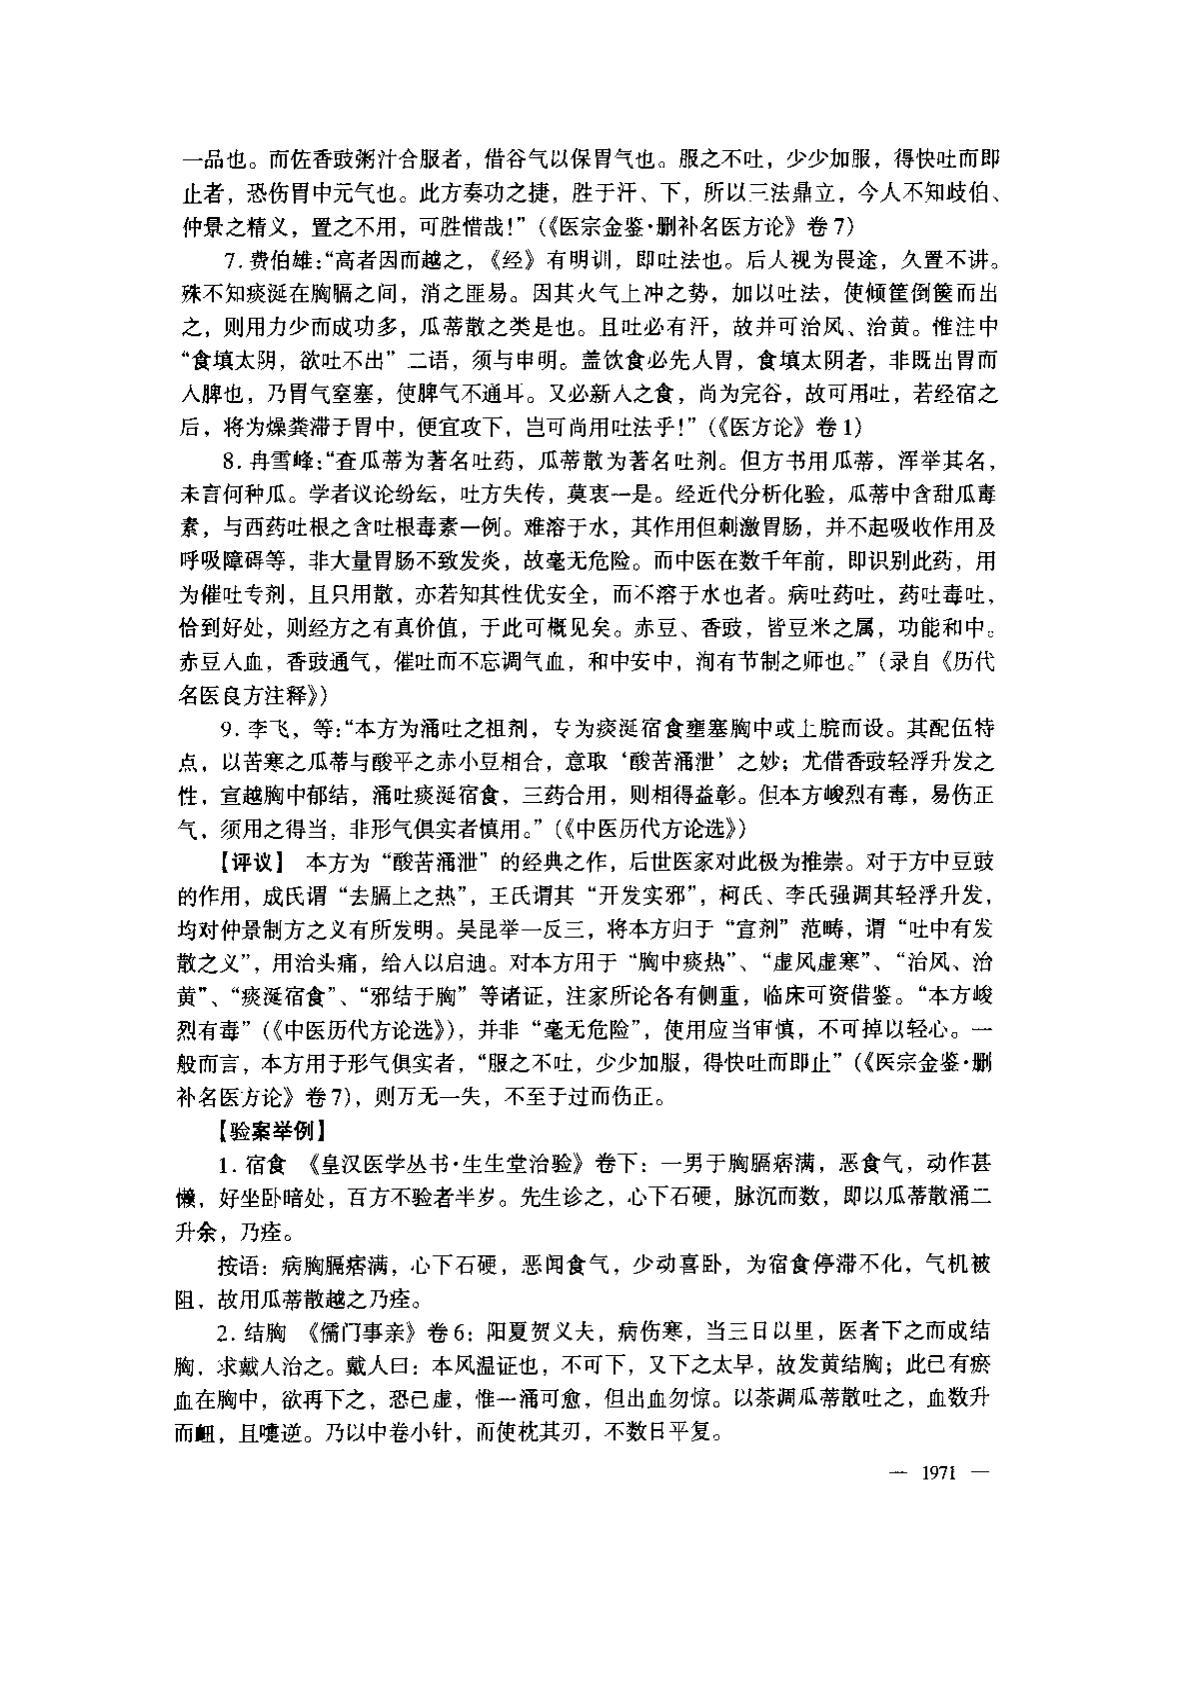 一品也。而佐香豉粥汁合服者，借谷气以保胃气也。服之不吐，少少加服，得快吐而即
止者，恐伤胃中元气也。此方奏功之捷，胜于汗、下，所以三法鼎立，今人不知歧伯、
仲景之精义，置之不用，可胜惜哉！”（《医宗金鉴·删补名医方论》卷7）
7. 费伯雄：“高者因而越之，《经》有明训，即吐法也。后人视为畏途，久置不讲。
殊不知痰涎在胸膈之间，消之匪易。因其火气上冲之势，加以吐法，使倾筐倒箧而出
之，则用力少而成功多，瓜蒂散之类是也。且吐必有汗，故并可治风、治黄。惟注中
“食填太阴，欲吐不出”二语，须与申明。盖饮食必先入胃，食填太阴者，非既出胃而
入脾也，乃胃气窒塞，使脾气不通耳。又必新入之食，尚为完谷，故可用吐，若经宿之
后，将为燥粪滞于胃中，便宜攻下，岂可尚用吐法乎！”（《医方论》卷1）
8. 冉雪峰：“查瓜蒂为著名吐药，瓜蒂散为著名吐剂。但方书用瓜蒂，浑举其名，
未言何种瓜。学者议论纷纭，吐方失传，莫衷一是。经近代分析化验，瓜蒂中含甜瓜毒
素，与西药吐根之含吐根毒素一例。难溶于水，其作用但刺激胃肠，并不起吸收作用及
呼吸障碍等，非大量胃肠不致发炎，故毫无危险。而中医在数千年前，即识别此药，用
为催吐专剂，且只用散，亦若知其性优安全，而不溶于水也者。病吐药吐，药吐毒吐，
恰到好处，则经方之有真价值，于此可概见矣。赤豆、香豉，皆豆米之属，功能和中。
赤豆入血，香豉通气，催吐而不忘调气血，和中安中，洵有节制之师也。”（录自《历代
名医良方注释》）
9. 李飞，等：“本方为涌吐之祖剂，专为痰涎宿食壅塞胸中或上脘而设。其配伍特
点，以苦寒之瓜蒂与酸平之赤小豆相合，意取‘酸苦涌泄’之妙；尤借香豉轻浮升发之
性，宣越胸中郁结，涌吐痰涎宿食，三药合用，则相得益彰。但本方峻烈有毒，易伤正
气，须用之得当，非形气俱实者慎用。”（《中医历代方论选》）
【评议】 本方为“酸苦涌泄”的经典之作，后世医家对此极为推崇。对于方中豆豉
的作用，成氏谓“去膈上之热”，王氏谓其“开发实邪”，柯氏、李氏强调其轻浮升发，
均对仲景制方之义有所发明。吴昆举一反三，将本方归于“宣剂”范畴，谓“吐中有发
散之义”，用治头痛，给人以启迪。对本方用于“胸中痰热”、“虚风虚寒”、“治风、治
黄”、“痰涎宿食”、“邪结于胸”等诸证，注家所论各有侧重，临床可资借鉴。“本方峻
烈有毒”（《中医历代方论选》），并非“毫无危险”，使用应当审慎，不可掉以轻心。一
般而言，本方用于形气俱实者，“服之不吐，少少加服，得快吐而即止”（《医宗金鉴·删
补名医方论》卷7），则万无一失，不至于过而伤正。
【验案举例】
1. 宿食 《皇汉医学丛书·生生堂治验》卷下：一男于胸膈痞满，恶食气，动作甚
懒，好坐卧暗处，百方不验者半岁。先生诊之，心下石硬，脉沉而数，即以瓜蒂散涌二
升余，乃痊。
按语：病胸膈痞满，心下石硬，恶闻食气，少动喜卧，为宿食停滞不化，气机被
阻，故用瓜蒂散越之乃痊。
2. 结胸 《儒门事亲》卷6：阳夏贺义夫，病伤寒，当三日以里，医者下之而成结
胸，求戴人治之。戴人曰：本风温证也，不可下，又下之太早，故发黄结胸；此已有瘀
血在胸中，欲再下之，恐已虚，惟一涌可愈，但出血勿惊。以茶调瓜蒂散吐之，血数升
而衄，且嚏逆。乃以巾卷小针，而使枕其刃，不数日平复。
— 1971 —